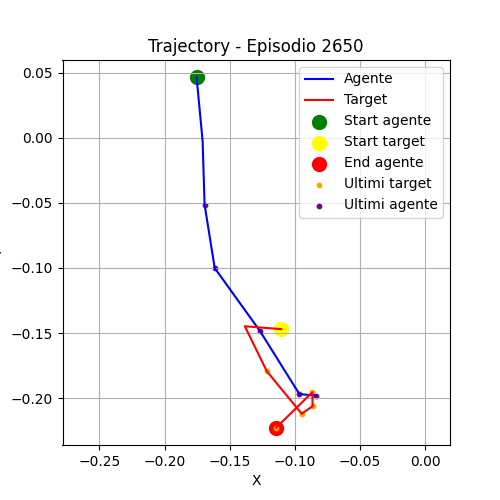 Trajectory - Episodio 2650
0.05
0.00
−0.05
−0.10
−0.15
−0.20
−0.25
−0.20
−0.15
−0.10
−0.05
0.00
X
Agente
Target
Start agente
Start target
End agente
Ultimi target
Ultimi agente